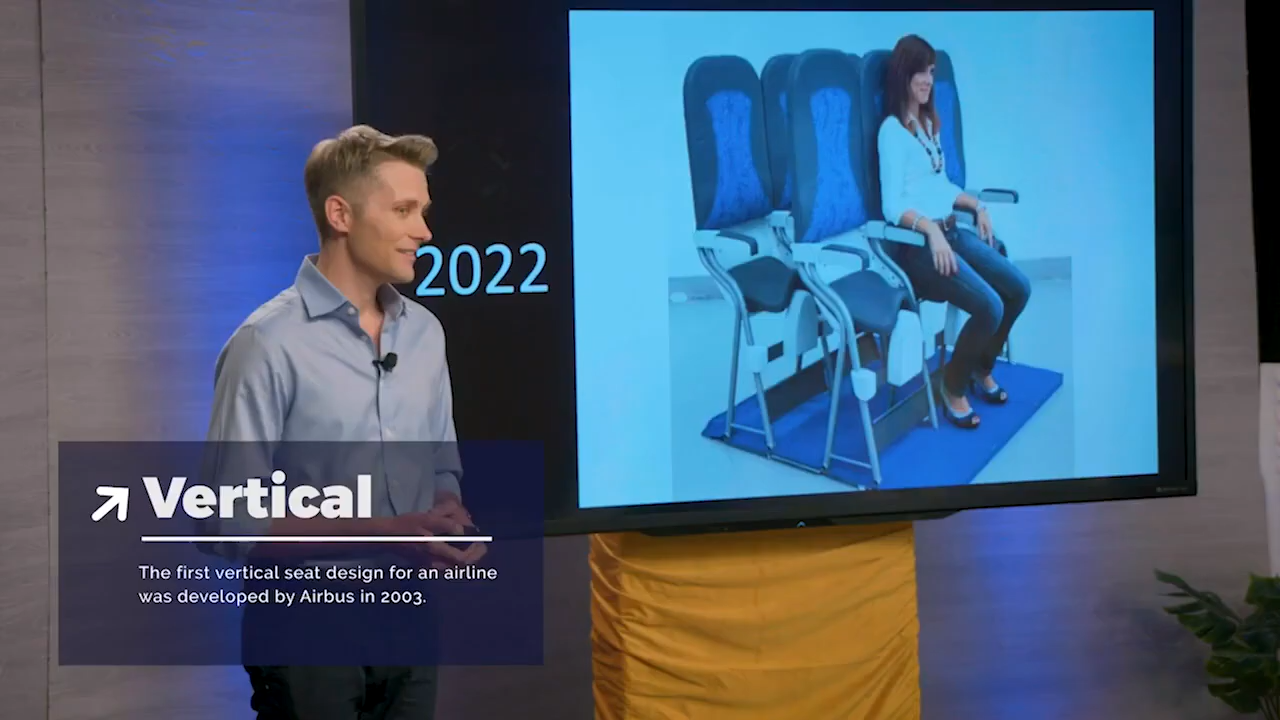 2022
Vertical
The first vertical seat design for an airline
was developed by Airbus in 2003.